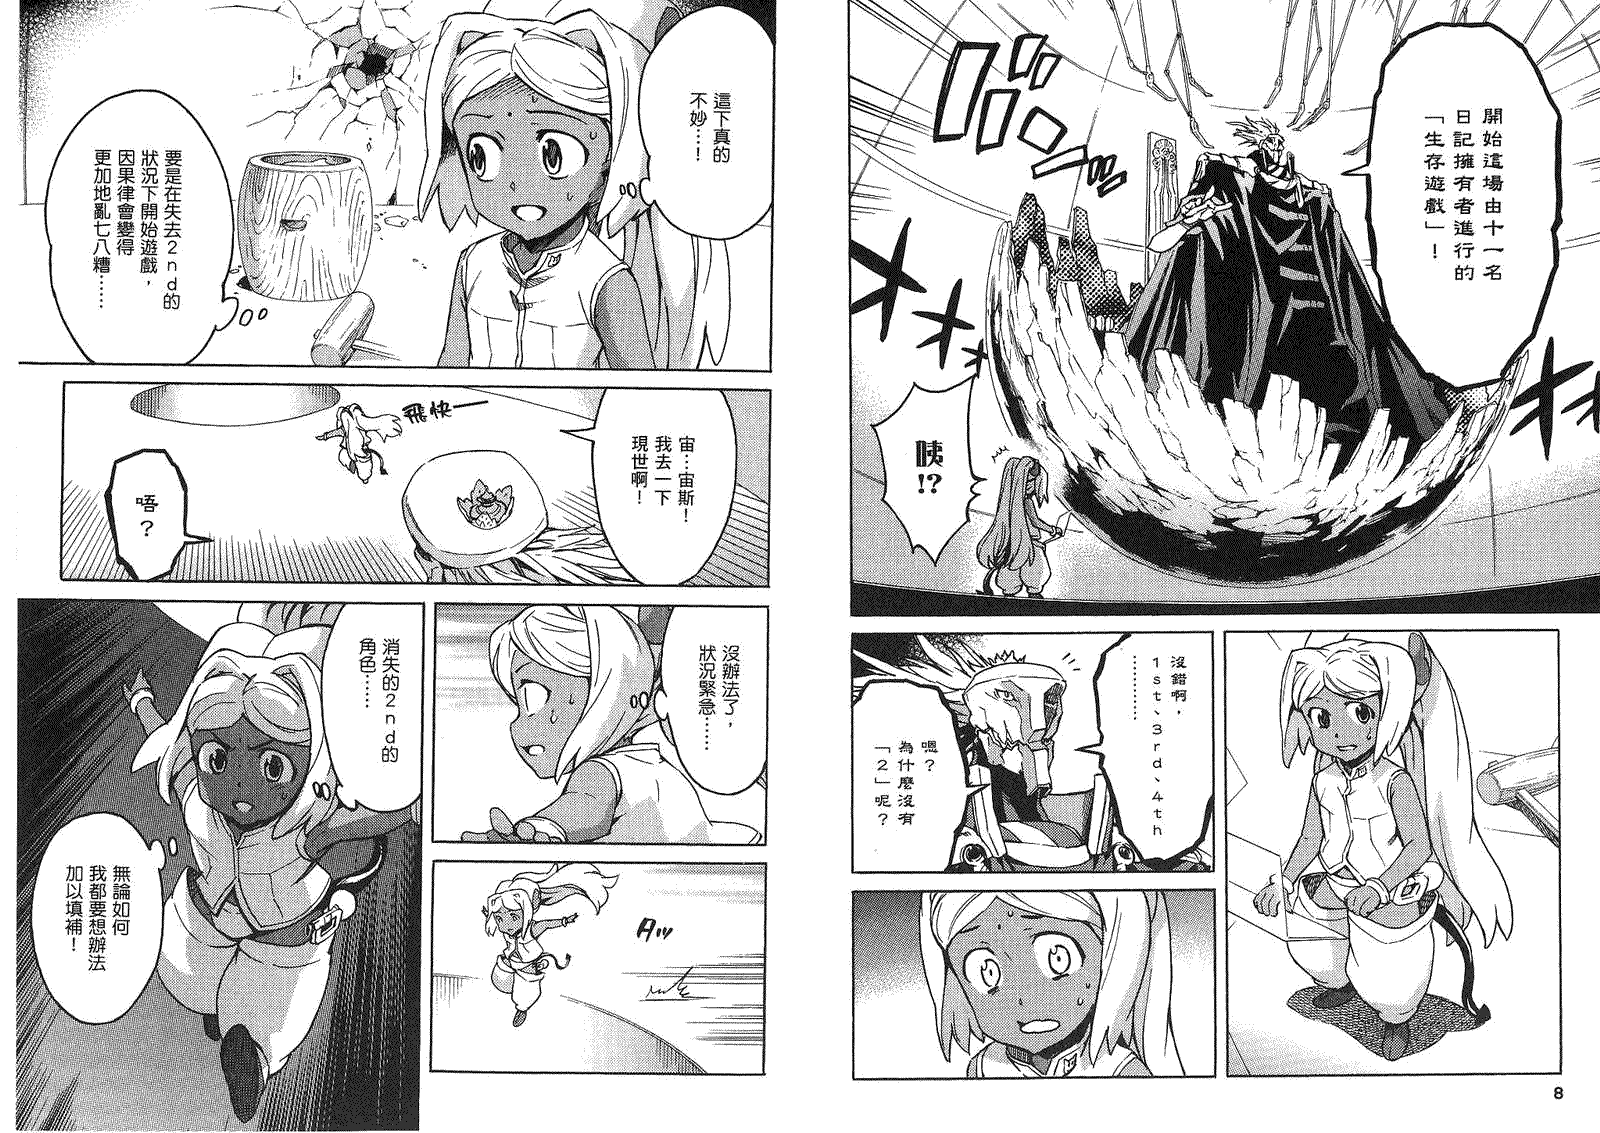 開始這場由十一名
日記擁有者進行的
「生存遊戲」！
咦!?
沒錯啊，
1st、3rd、4th
………
嗯？
為什麼沒有
「2」呢？
8
這下真的
不妙…！
要是在失去2nd的
狀況下開始遊戲，
因果律會變得
更加地亂七八糟……
飛快──
宙…宙斯！
我去一下
現世啊！
唔？
沒辦法了，
狀況緊急……
消失的2nd的
角色……
無論如何
我都要想辦法
加以填補！